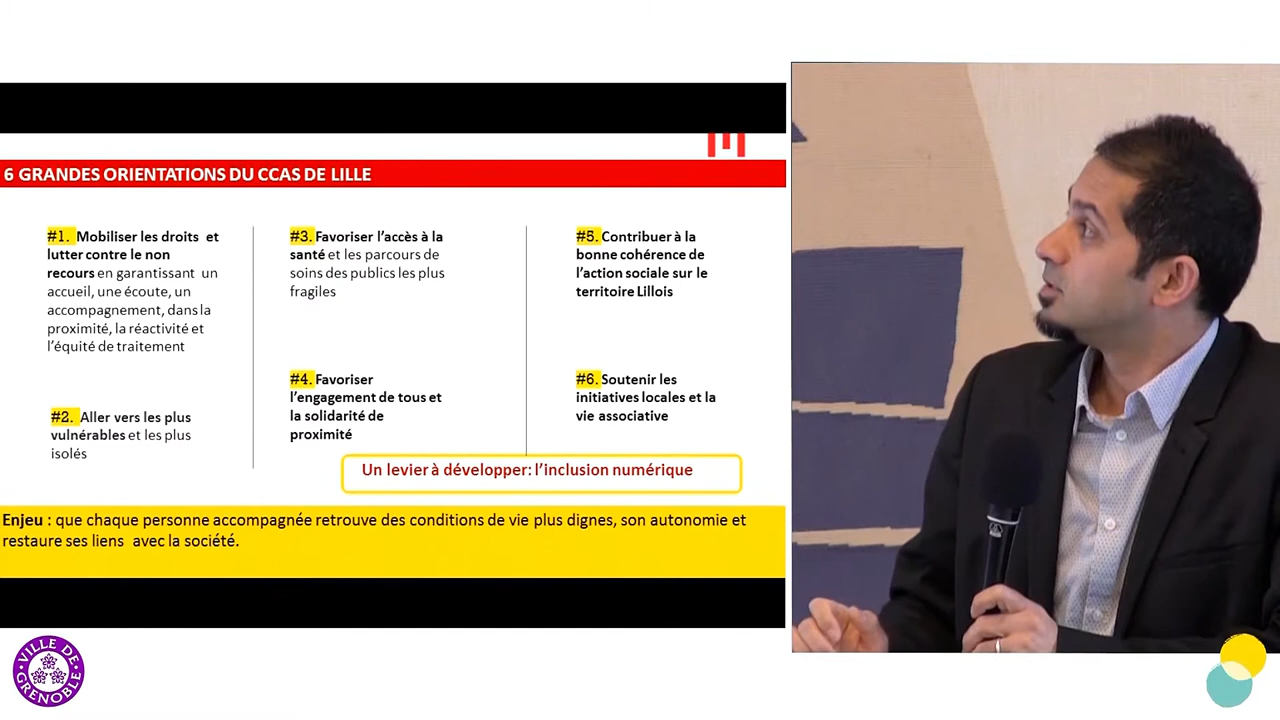 6 GRANDES ORIENTATIONS DU CCAS DE LILLE
#1. Mobiliser les droits et
lutter contre le non
recours en garantissant un
accueil, une écoute, un
accompagnement, dans la
proximité, la réactivité et
l'équité de traitement
#2. Aller vers les plus
vulnérables et les plus
isolés
#3. Favoriser l'accès à la
santé et les parcours de
soins des publics les plus
fragiles
#4. Favoriser
l'engagement de tous et
la solidarité de
proximité
#5. Contribuer à la
bonne cohérence de
l'action sociale sur le
territoire Lillois
#6. Soutenir les
initiatives locales et la
vie associative
Un levier à développer: l'inclusion numérique
Enjeu : que chaque personne accompagnée retrouve des conditions de vie plus dignes, son autonomie et
restaure ses liens avec la société.
VILLE DE
GRENOBLE